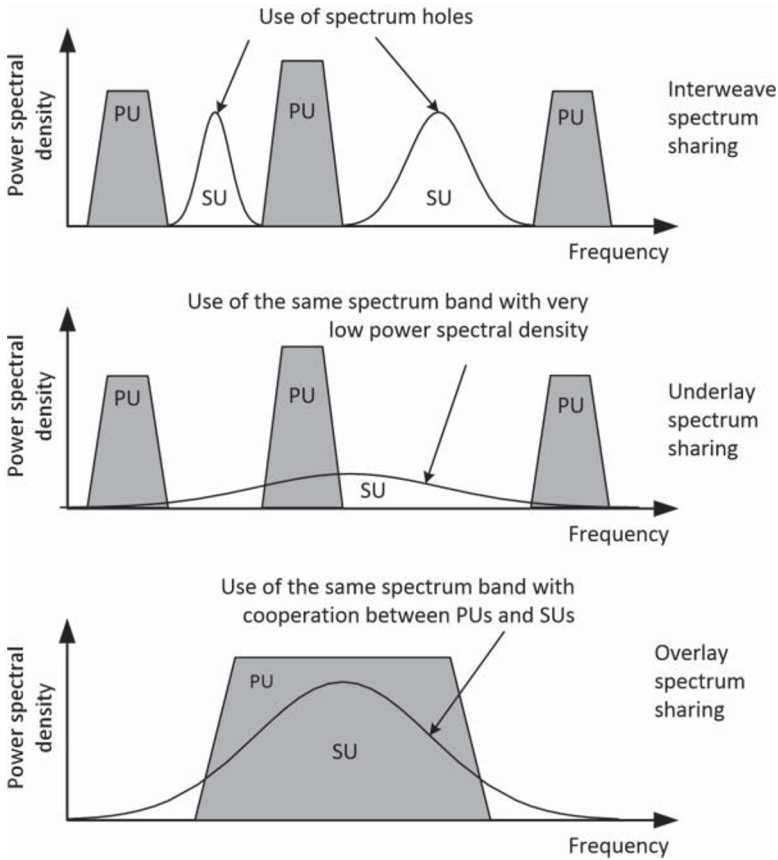 Use of spectrum holes
Power spectral
density
PU
SU
PU
SU
PU
Interweave
spectrum
sharing
Frequency
Use of the same spectrum band with very
low power spectral density
Power spectral
density
PU
PU
SU
PU
Underlay
spectrum
sharing
Frequency
Use of the same spectrum band with
cooperation between PUs and SUs
Power spectral
density
PU
SU
Overlay
spectrum
sharing
Frequency